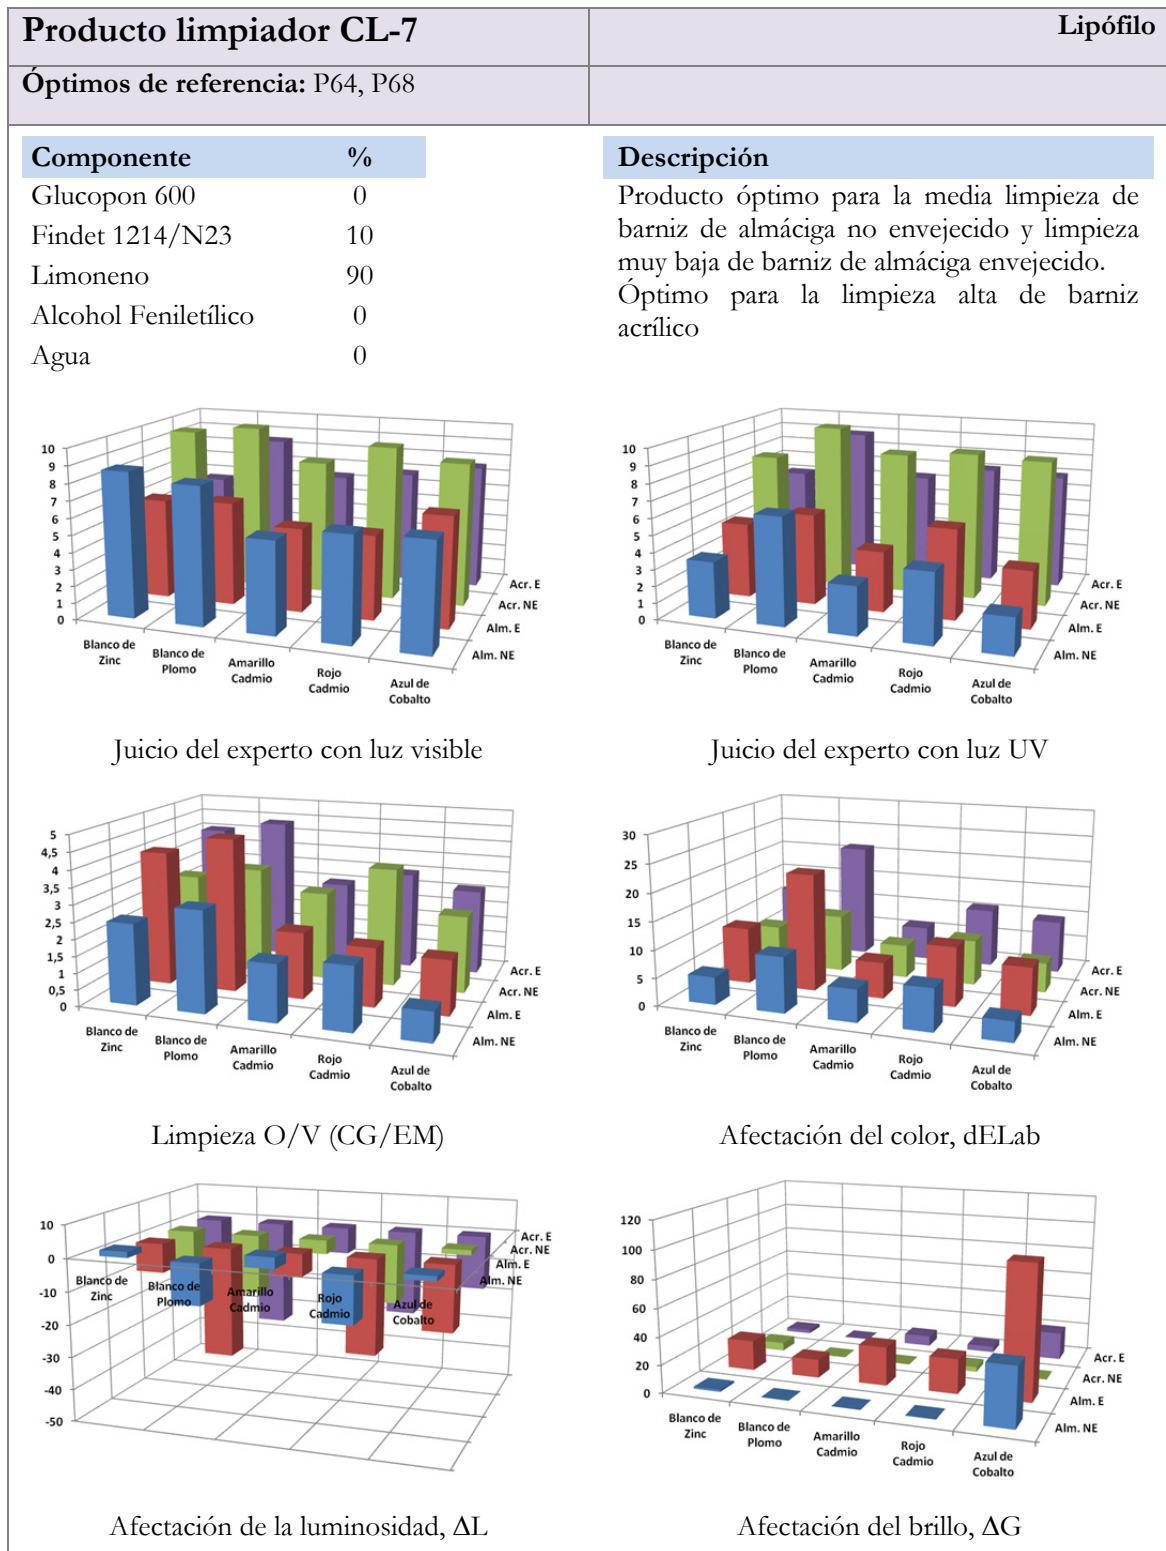 Producto limpiador CL-7
Lipófilo
Óptimos de referencia: P64, P68
Componente %
Glucopon 600 0
Findet 1214/N23 10
Limoneno 90
Alcohol Feniletílico 0
Agua 0
Descripción
Producto óptimo para la media limpieza de
barniz de almáciga no envejecido y limpieza
muy baja de barniz de almáciga envejecido.
Óptimo para la limpieza alta de barniz
acrílico
10
9
8
7
6
5
4
3
2
1
0
Blanco de
Zinc
Blanco de
Plomo
Amarillo
Cadmio
Rojo
Cadmio
Azul de
Cobalto
Acr. E
Acr. NE
Alm. E
Alm. NE
Juicio del experto con luz visible
10
9
8
7
6
5
4
3
2
1
0
Blanco de
Zinc
Blanco de
Plomo
Amarillo
Cadmio
Rojo
Cadmio
Azul de
Cobalto
Acr. E
Acr. NE
Alm. E
Alm. NE
Juicio del experto con luz UV
5
4,5
4
3,5
3
2,5
2
1,5
1
0,5
0
Blanco de
Zinc
Blanco de
Plomo
Amarillo
Cadmio
Rojo
Cadmio
Azul de
Cobalto
Acr. E
Acr. NE
Alm. E
Alm. NE
Limpieza O/V (CG/EM)
30
25
20
15
10
5
0
Blanco de
Zinc
Blanco de
Plomo
Amarillo
Cadmio
Rojo
Cadmio
Azul de
Cobalto
Acr. E
Acr. NE
Alm. E
Alm. NE
Afectación del color, dELab
10
0
-10
-20
-30
-40
-50
Blanco de
Zinc
Blanco de
Plomo
Amarillo
Cadmio
Rojo
Cadmio
Azul de
Cobalto
Acr. E
Acr. NE
Alm. E
Alm. NE
Afectación de la luminosidad, ΔL
120
100
80
60
40
20
0
Blanco de
Zinc
Blanco de
Plomo
Amarillo
Cadmio
Rojo
Cadmio
Azul de
Cobalto
Acr. E
Acr. NE
Alm. E
Alm. NE
Afectación del brillo, ΔG